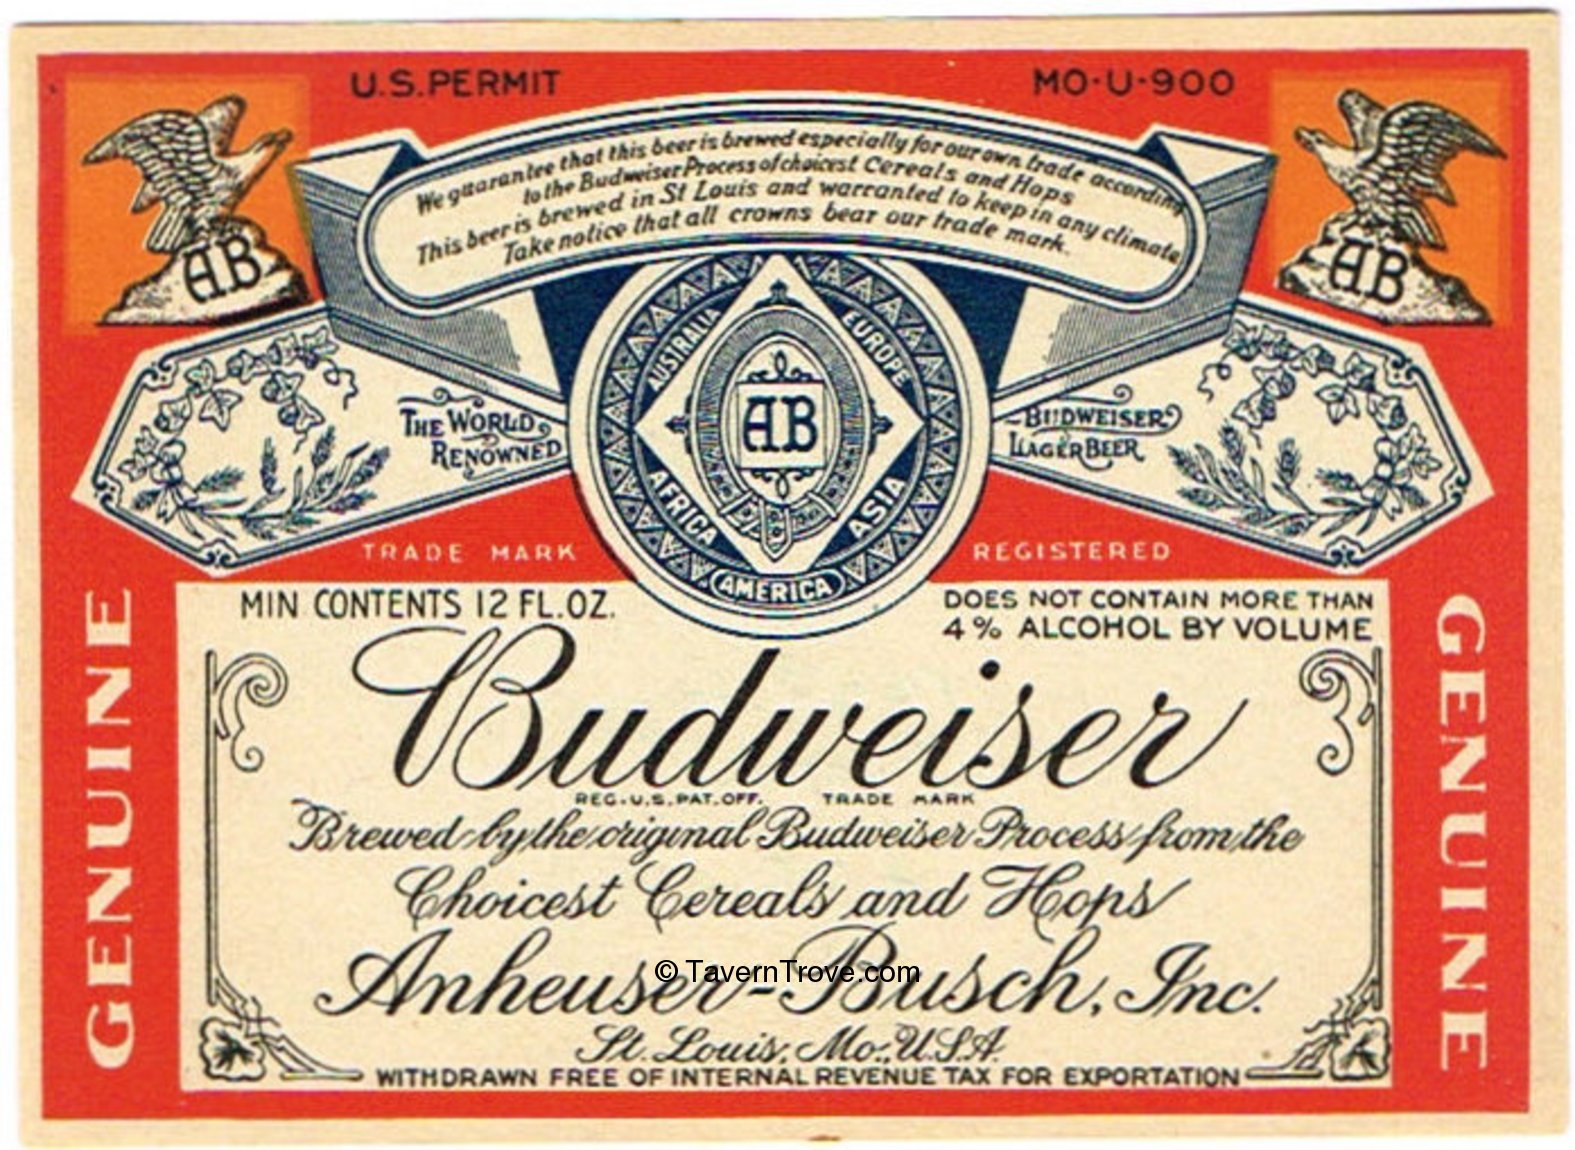 U.S. PERMIT
MO-U-900
We guarantee that this beer is brewed especially for our own trade according
to the Budweiser Process of choicest Cereals and Hops
This beer is brewed in St Louis and warranted to keep in any climate
Take notice that all crowns bear our trade mark.
AB
AB
AUSTRALIA
EUROPE
THE WORLD
RENOWNED
AB
BUDWEISER
LAGER BEER
AFRICA
ASIA
AMERICA
TRADE MARK
REGISTERED
GENUINE
GENUINE
MIN CONTENTS 12 FL. OZ.
DOES NOT CONTAIN MORE THAN
4% ALCOHOL BY VOLUME
Budweiser
REG. U.S. PAT. OFF. TRADE MARK
Brewed by the original Budweiser Process from the
Choicest Cereals and Hops
© TavernTrove.com
Anheuser-Busch, Inc.
St. Louis, Mo., U.S.A.
WITHDRAWN FREE OF INTERNAL REVENUE TAX FOR EXPORTATION